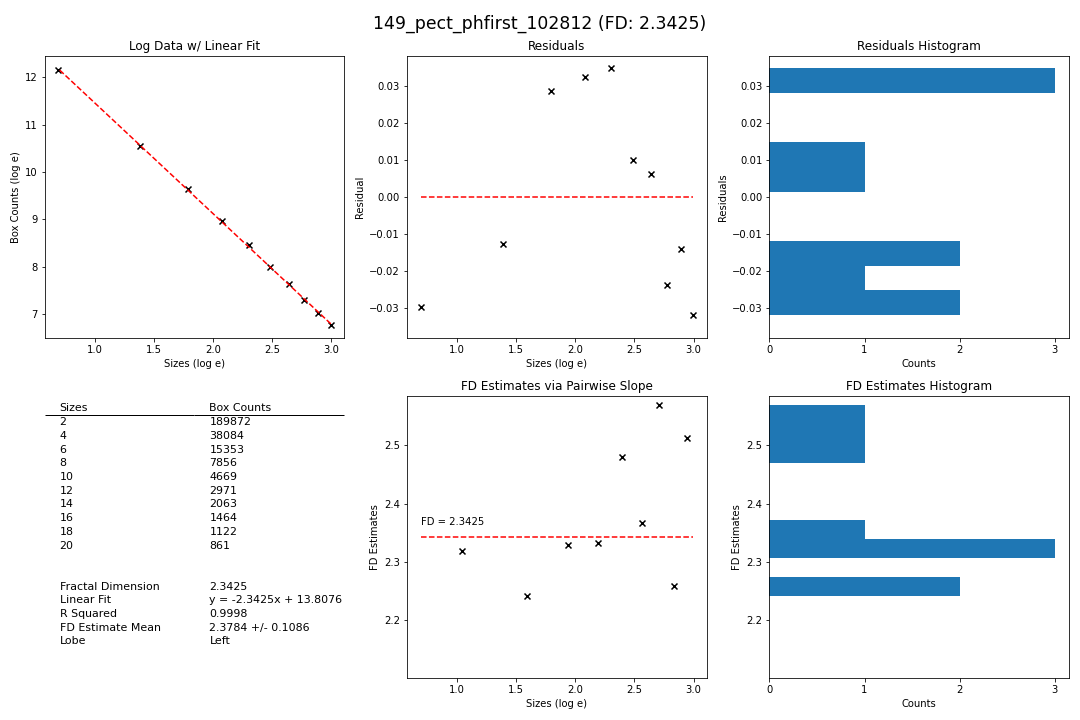 149_pect_phfirst_102812 (FD: 2.3425)
Log Data w/ Linear Fit
Box Counts (log e)
12
11
10
9
8
7
1.0 1.5 2.0 2.5 3.0
Sizes (log e)
Residuals
Residual
0.03
0.02
0.01
0.00
−0.01
−0.02
−0.03
1.0 1.5 2.0 2.5 3.0
Sizes (log e)
Residuals Histogram
Residuals
0.03
0.02
0.01
0.00
−0.01
−0.02
−0.03
0 1 2 3
Counts
Sizes Box Counts
2 189872
4 38084
6 15353
8 7856
10 4669
12 2971
14 2063
16 1464
18 1122
20 861
Fractal Dimension 2.3425
Linear Fit y = -2.3425x + 13.8076
R Squared 0.9998
FD Estimate Mean 2.3784 +/- 0.1086
Lobe Left
FD Estimates via Pairwise Slope
FD Estimates
2.5
2.4
2.3
2.2
FD = 2.3425
1.0 1.5 2.0 2.5 3.0
Sizes (log e)
FD Estimates Histogram
FD Estimates
2.5
2.4
2.3
2.2
0 1 2 3
Counts